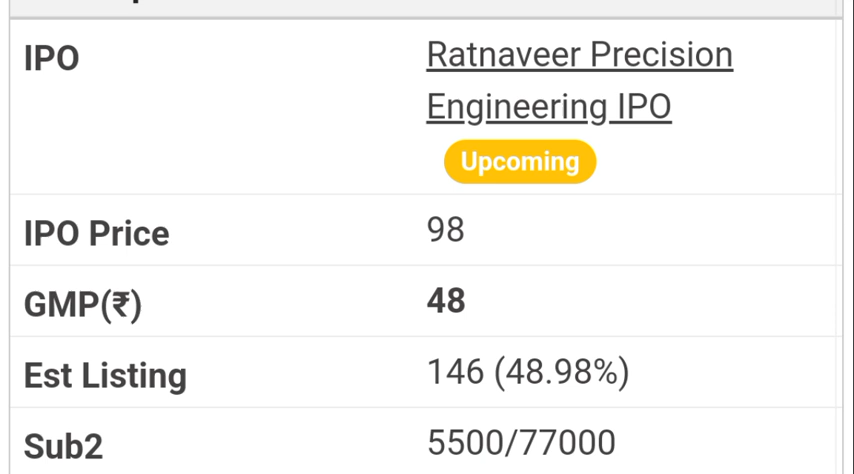 IPO
Ratnaveer Precision
Engineering IPO
Upcoming
IPO Price
98
GMP(₹)
48
Est Listing
146 (48.98%)
Sub2
5500/77000